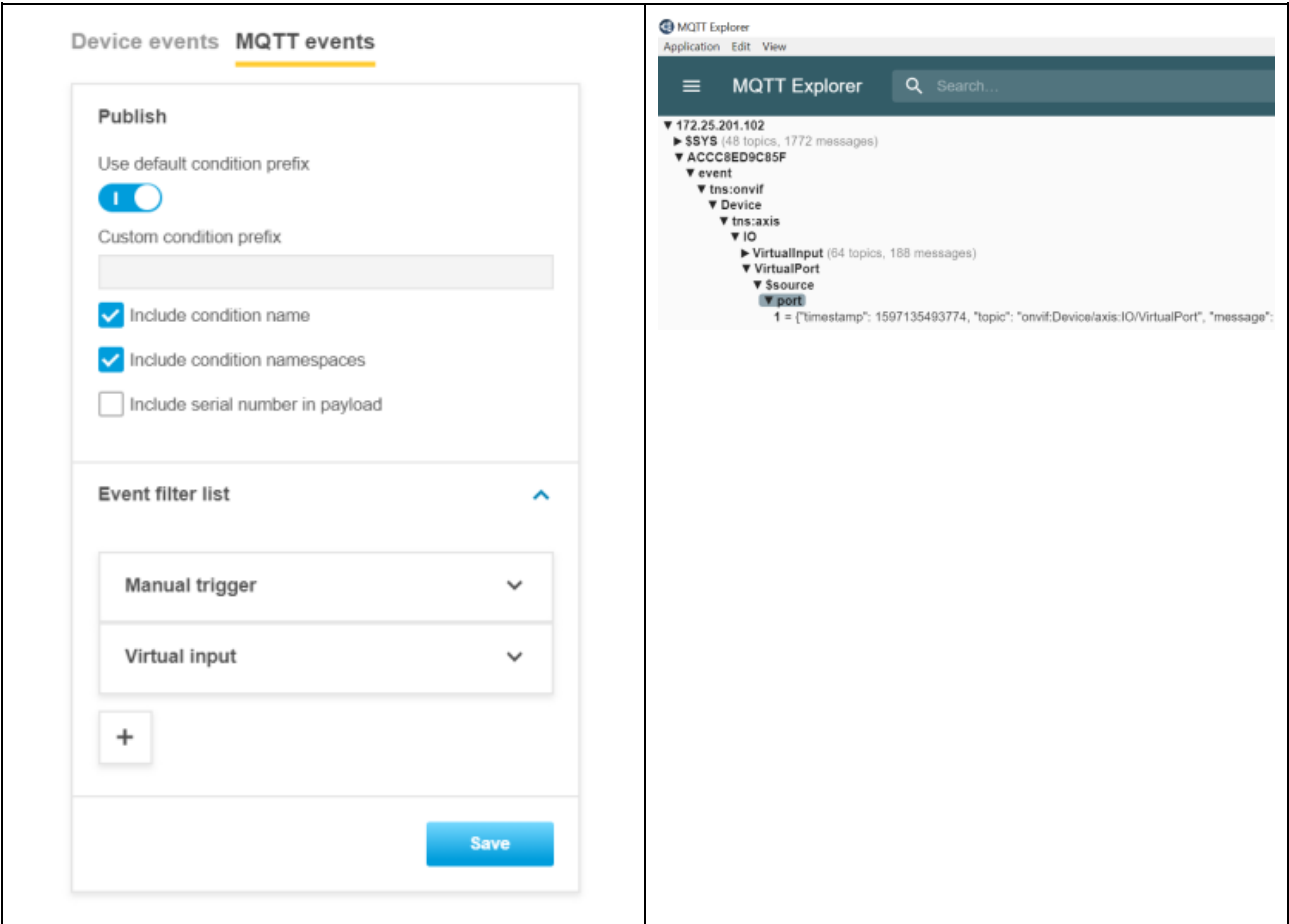 Device events MQTT events
Publish
Use default condition prefix
Custom condition prefix
Include condition name
Include condition namespaces
Include serial number in payload
Event filter list
Manual trigger
Virtual input
+
Save
MQTT Explorer
Application Edit View
MQTT Explorer
Search...
▼ 172.25.201.102
▶ $SYS (48 topics, 1772 messages)
▼ ACCC8ED9C85F
▼ event
▼ tns:onvif
▼ Device
▼ tns:axis
▼ IO
▶ VirtualInput (64 topics, 188 messages)
▼ VirtualPort
▼ $source
▼ port
1 = {"timestamp": 1597135493774, "topic": "onvif:Device/axis:IO/VirtualPort", "message":